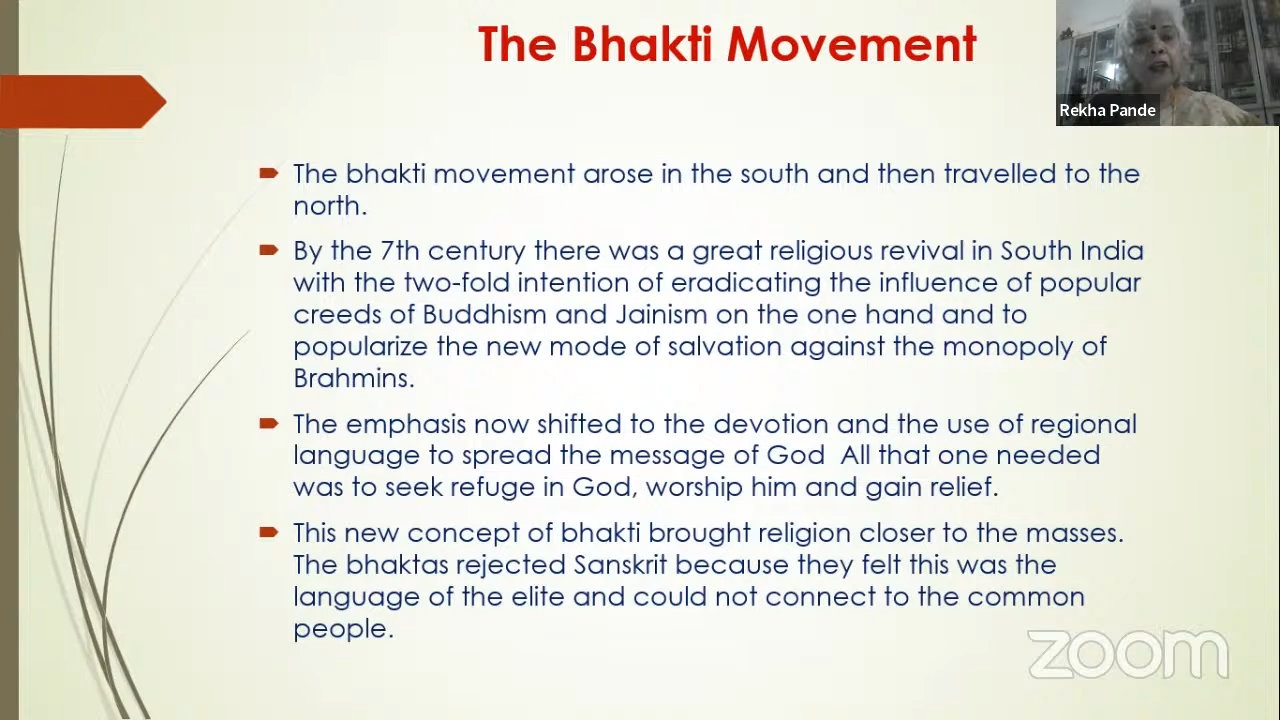 The Bhakti Movement
Rekha Pande
The bhakti movement arose in the south and then travelled to the
north.
By the 7th century there was a great religious revival in South India
with the two-fold intention of eradicating the influence of popular
creeds of Buddhism and Jainism on the one hand and to
popularize the new mode of salvation against the monopoly of
Brahmins.
The emphasis now shifted to the devotion and the use of regional
language to spread the message of God  All that one needed
was to seek refuge in God, worship him and gain relief.
This new concept of bhakti brought religion closer to the masses.
The bhaktas rejected Sanskrit because they felt this was the
language of the elite and could not connect to the common
people.
zoom